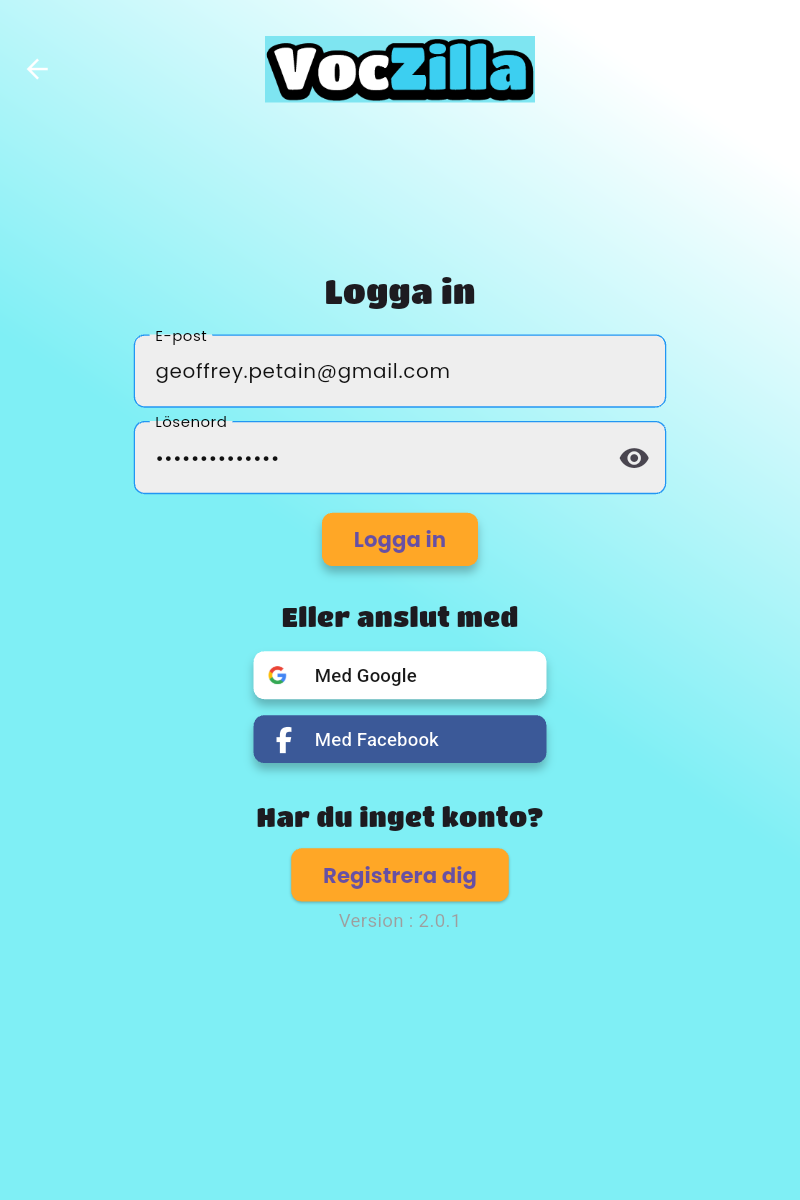 VocZilla
Logga in
E-post
geoffrey.petain@gmail.com
Lösenord
••••••••••••••
Logga in
Eller anslut med
Med Google
Med Facebook
Har du inget konto?
Registrera dig
Version : 2.0.1